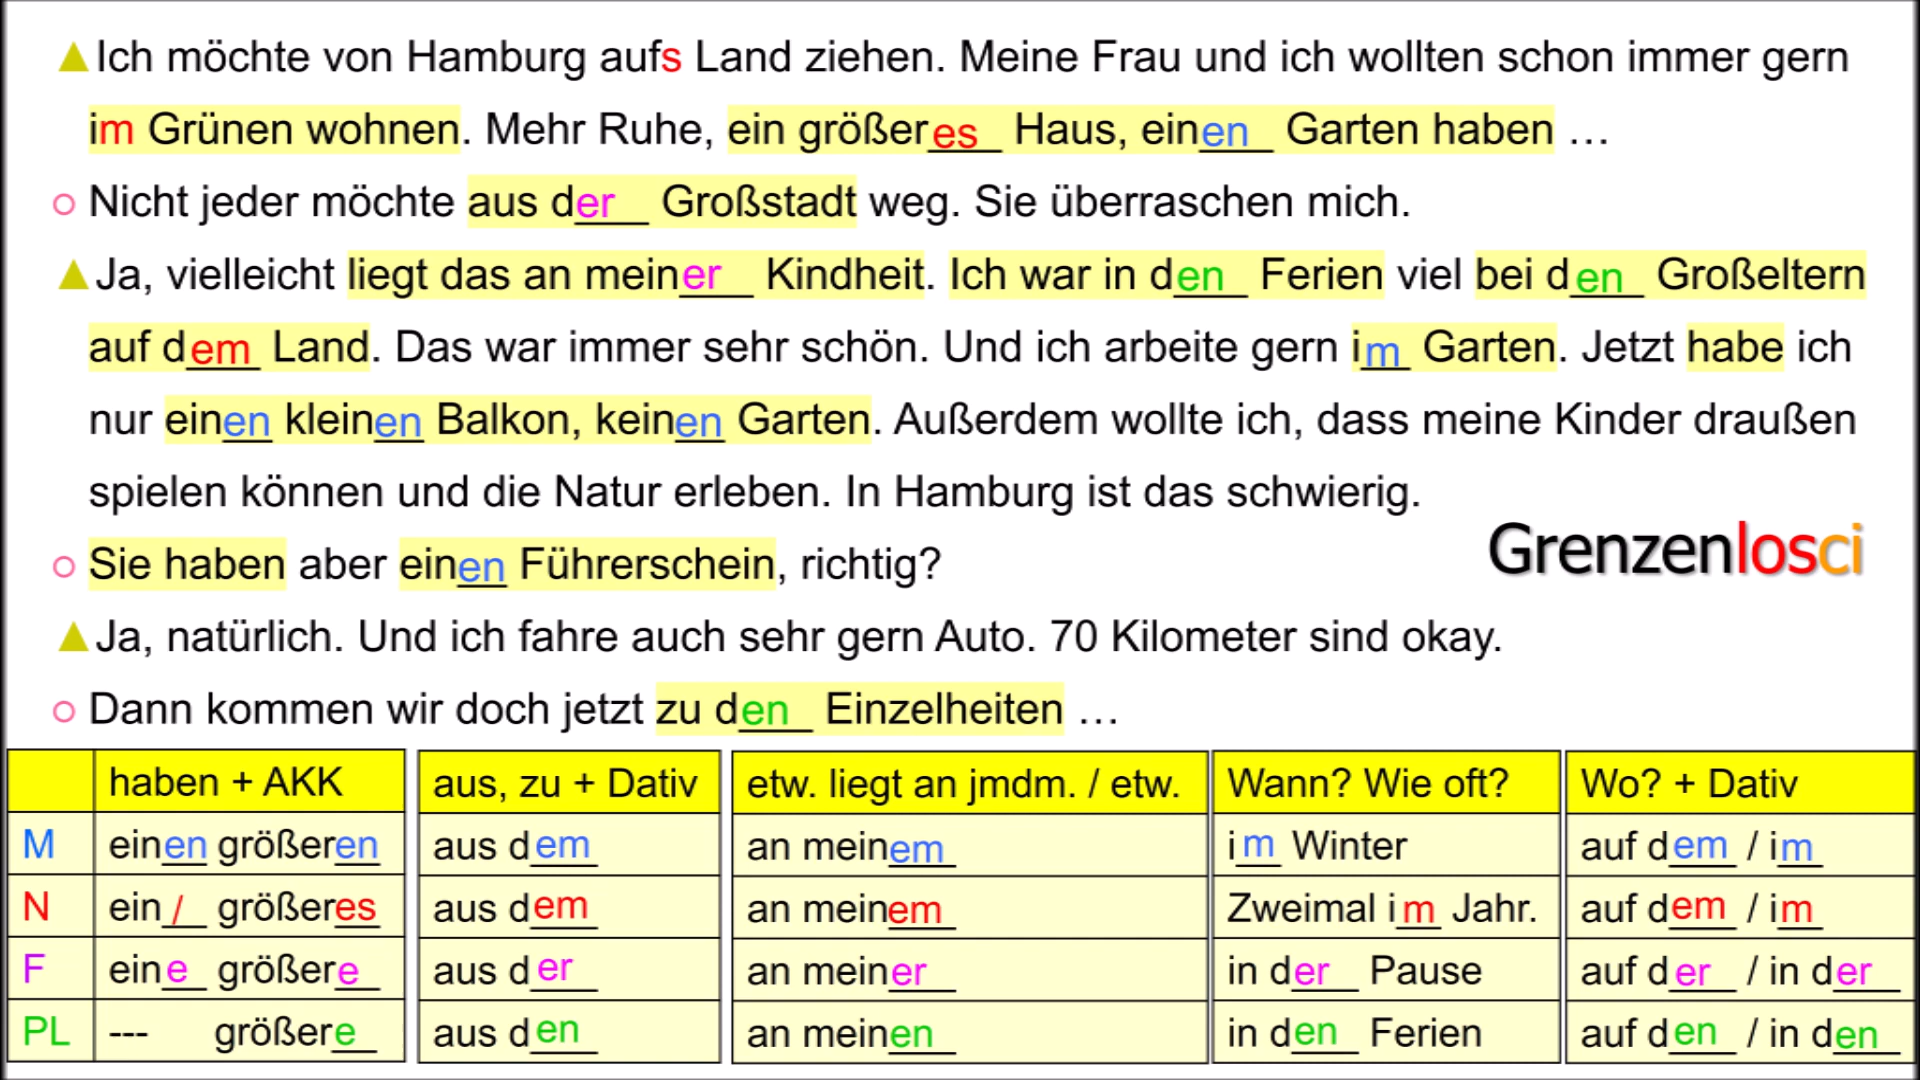 ▲Ich möchte von Hamburg aufs Land ziehen. Meine Frau und ich wollten schon immer gern
im Grünen wohnen. Mehr Ruhe, ein größeres Haus, einen Garten haben …
○ Nicht jeder möchte aus der Großstadt weg. Sie überraschen mich.
▲Ja, vielleicht liegt das an meiner Kindheit. Ich war in den Ferien viel bei den Großeltern
auf dem Land. Das war immer sehr schön. Und ich arbeite gern im Garten. Jetzt habe ich
nur einen kleinen Balkon, keinen Garten. Außerdem wollte ich, dass meine Kinder draußen
spielen können und die Natur erleben. In Hamburg ist das schwierig.
Grenzenlosci
○ Sie haben aber einen Führerschein, richtig?
▲Ja, natürlich. Und ich fahre auch sehr gern Auto. 70 Kilometer sind okay.
○ Dann kommen wir doch jetzt zu den Einzelheiten …
haben + AKK aus, zu + Dativ etw. liegt an jmdm. / etw. Wann? Wie oft? Wo? + Dativ
M einen größeren aus dem an meinem im Winter auf dem / im
N ein / größeres aus dem an meinem Zweimal im Jahr. auf dem / im
F eine größere aus der an meiner in der Pause auf der / in der
PL --- größere aus den an meinen in den Ferien auf den / in den